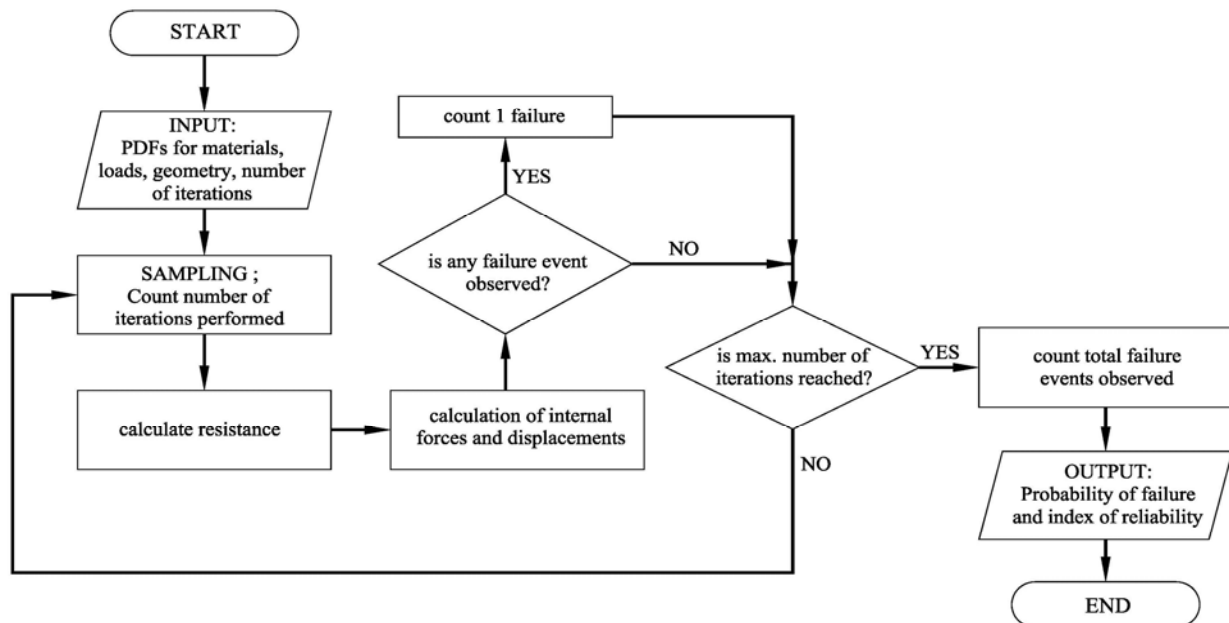 START
INPUT:
PDFs for materials,
loads, geometry, number
of iterations
SAMPLING ;
Count number of
iterations performed
calculate resistance
calculation of internal
forces and displacements
is any failure event
observed?
YES
count 1 failure
NO
is max. number of
iterations reached?
NO
YES
count total failure
events observed
OUTPUT:
Probability of failure
and index of reliability
END